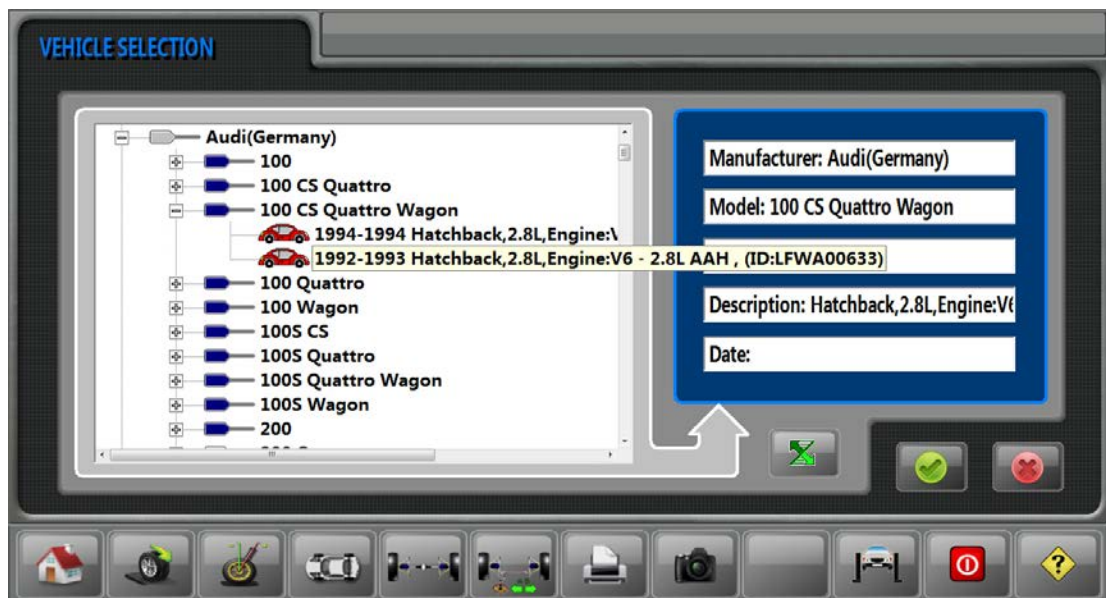 VEHICLE SELECTION
Audi(Germany)
100
100 CS Quattro
100 CS Quattro Wagon
1994-1994 Hatchback,2.8L,Engine:V
1992-1993 Hatchback,2.8L,Engine:V6 - 2.8L AAH , (ID:LFWA00633)
100 Quattro
100 Wagon
100S CS
100S Quattro
100S Quattro Wagon
100S Wagon
200
Manufacturer: Audi(Germany)
Model: 100 CS Quattro Wagon
Description: Hatchback,2.8L,Engine:V6
Date:
?